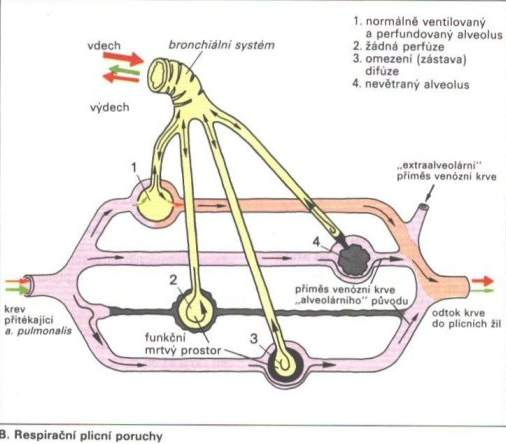 1. normálně ventilovaný
a perfundovaný alveolus
2. žádná perfúze
3. omezení (zástava)
difúze
4. nevětraný alveolus
vdech
bronchiální systém
výdech
„extraalveolární"
příměs venózní krve
1
4
2
příměs venózní krve
„alveolárního" původu
krev
přitékající
a. pulmonalis
funkční
mrtvý prostor
3
odtok krve
do plicních žil
B. Respirační plicní poruchy